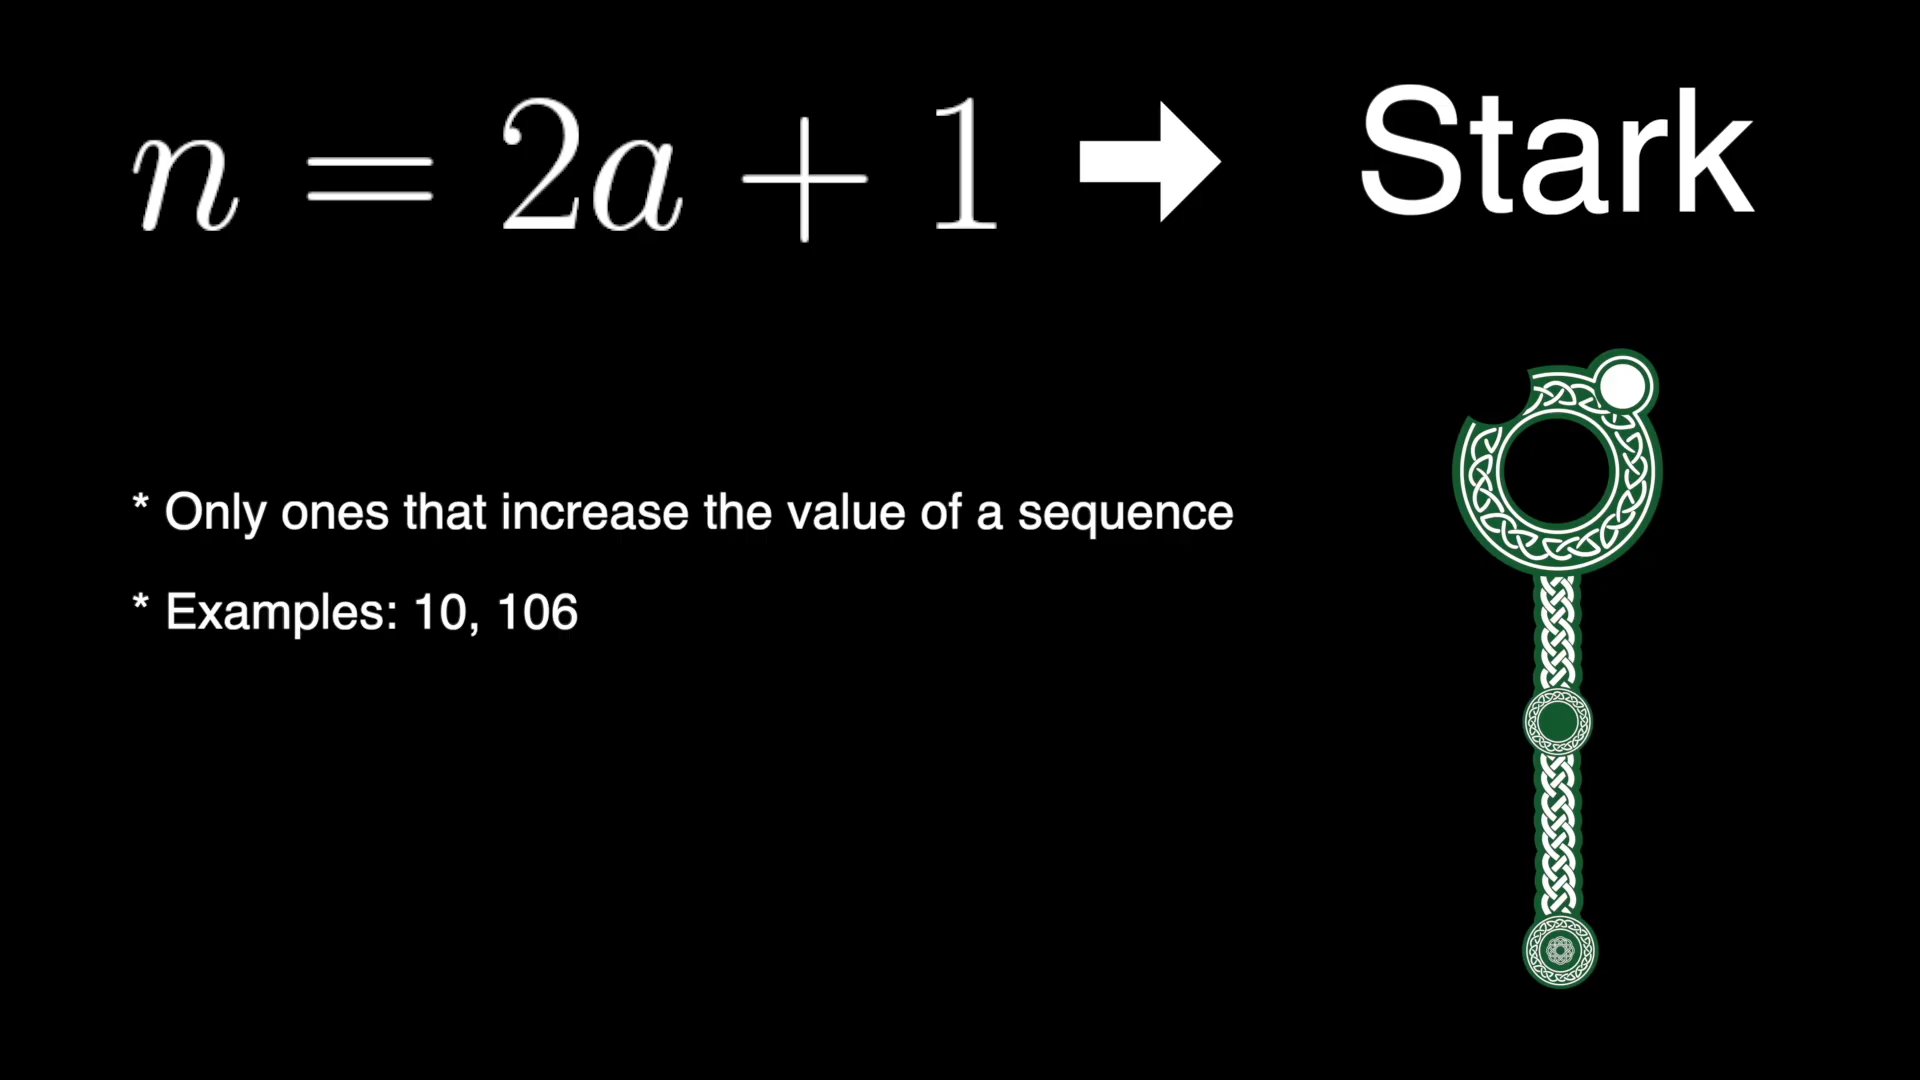 n = 2a + 1 Stark
* Only ones that increase the value of a sequence
* Examples: 10, 106